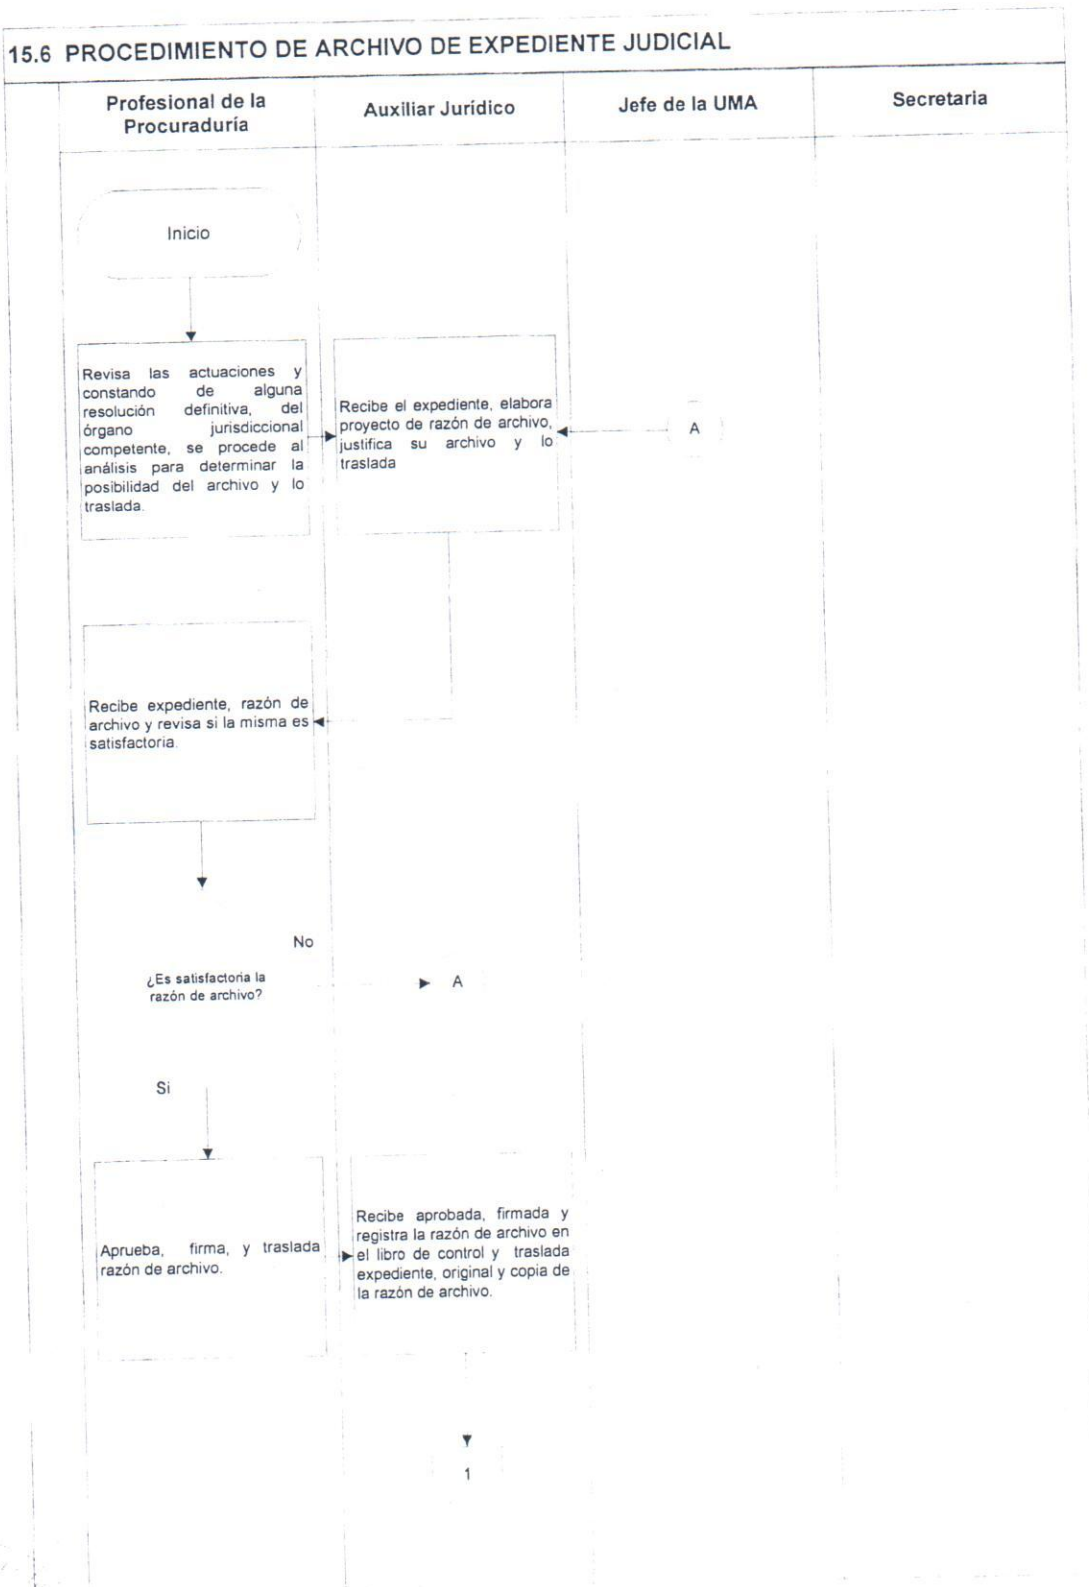 15.6 PROCEDIMIENTO DE ARCHIVO DE EXPEDIENTE JUDICIAL
Profesional de la
Procuraduría
Auxiliar Jurídico
Jefe de la UMA
Secretaria
Inicio
Revisa las actuaciones y
constando de alguna
resolución definitiva, del
órgano jurisdiccional
competente, se procede al
análisis para determinar la
posibilidad del archivo y lo
traslada.
Recibe el expediente, elabora
proyecto de razón de archivo,
justifica su archivo y lo
traslada
A
Recibe expediente, razón de
archivo y revisa si la misma es
satisfactoria.
No
¿Es satisfactoria la
razón de archivo?
A
Si
Aprueba, firma, y traslada
razón de archivo.
Recibe aprobada, firmada y
registra la razón de archivo en
el libro de control y traslada
expediente, original y copia de
la razón de archivo.
1